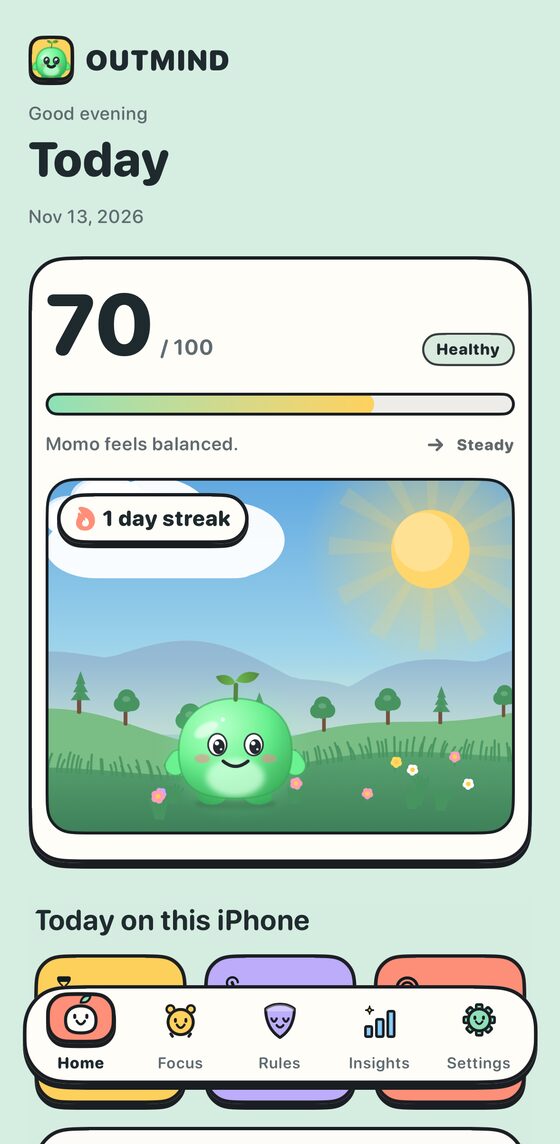 OUTMIND
Good evening
Today
Nov 13, 2026
70 / 100
Healthy
Momo feels balanced.
→ Steady
1 day streak
Today on this iPhone
Home
Focus
Rules
Insights
Settings